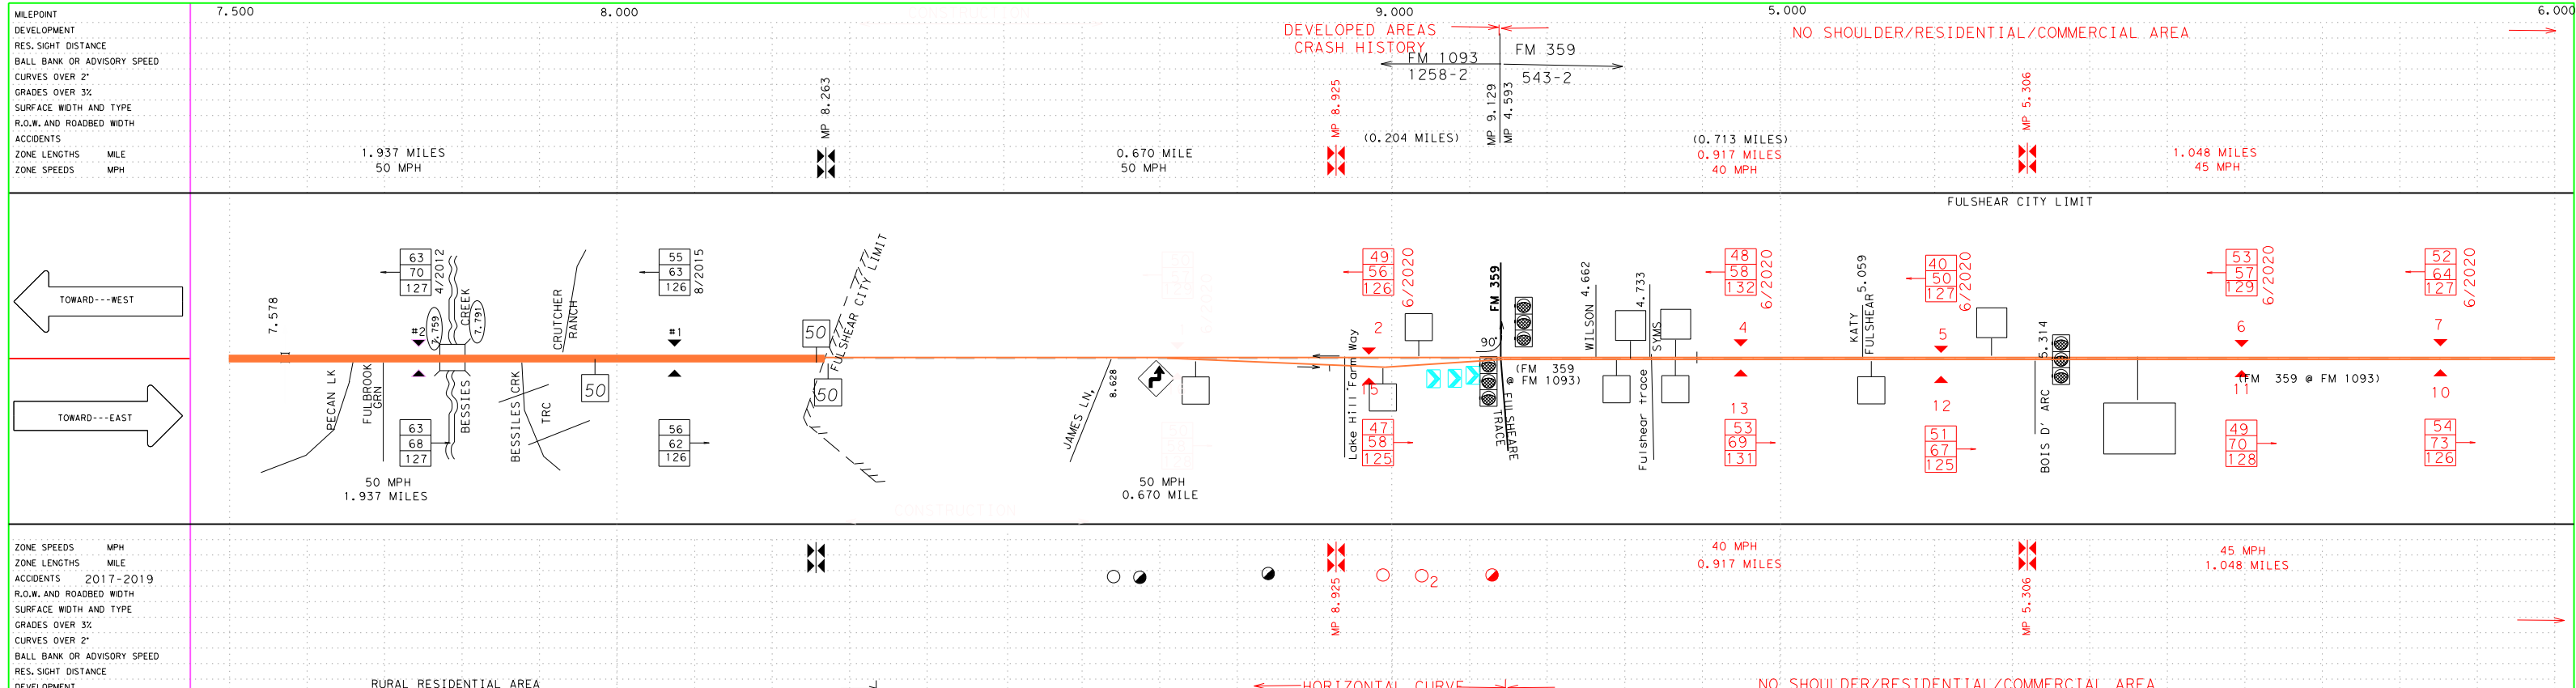 MILEPOINT 7.500 8.000 9.000 5.000 6.000
DEVELOPMENT DEVELOPED AREAS NO SHOULDER/RESIDENTIAL/COMMERCIAL AREA
RES. SIGHT DISTANCE CRASH HISTORY FM 359
BALL BANK OR ADVISORY SPEED FM 1093
CURVES OVER 2° 1258-2 543-2
GRADES OVER 3%
SURFACE WIDTH AND TYPE
R.O.W. AND ROADBED WIDTH
ACCIDENTS (0.204 MILES) (0.713 MILES)
ZONE LENGTHS MILE 1.937 MILES 0.670 MILE 0.917 MILES 1.048 MILES
ZONE SPEEDS MPH 50 MPH 50 MPH 40 MPH 45 MPH
MP 8.263
MP 8.925
MP 9.129
MP 4.593
MP 5.306
FULSHEAR CITY LIMIT
TOWARD---WEST
TOWARD---EAST
7.578
PECAN LK
FULBROOK
GRN
63
70
127
4/2012
#2
7.759
CREEK
7.791
BESSIES
63
68
127
50 MPH
1.937 MILES
CRUTCHER
RANCH
BESSILES CRK
TRC
50
55
63
126
8/2015
#1
56
62
126
50
50
FULSHEAR CITY LIMIT
JAMES LN,
8.628
50 MPH
0.670 MILE
CONSTRUCTION
49
56
126
6/2020
2
Lake Hill Farm Way
15
47
58
125
FM 359
90°
(FM 359
@ FM 1093)
FULSHEARE
TRACE
WILSON 4.662
4.733
SYMS
Fulshear trace
48
58
132
6/2020
4
13
53
69
131
KATY
FULSHEAR
5.059
40
50
127
6/2020
5
12
51
67
125
BOIS D' ARC 5.314
53
57
129
6/2020
6
(FM 359 @ FM 1093)
11
49
70
128
52
64
127
6/2020
7
10
54
73
126
ZONE SPEEDS MPH 40 MPH 45 MPH
ZONE LENGTHS MILE 0.917 MILES 1.048 MILES
ACCIDENTS 2017-2019 2
R.O.W. AND ROADBED WIDTH
SURFACE WIDTH AND TYPE
GRADES OVER 3%
CURVES OVER 2°
BALL BANK OR ADVISORY SPEED
RES. SIGHT DISTANCE
MP 8.925
MP 5.306
DEVELOPMENT RURAL RESIDENTIAL AREA HORIZONTAL CURVE NO SHOULDER/RESIDENTIAL/COMMERCIAL AREA